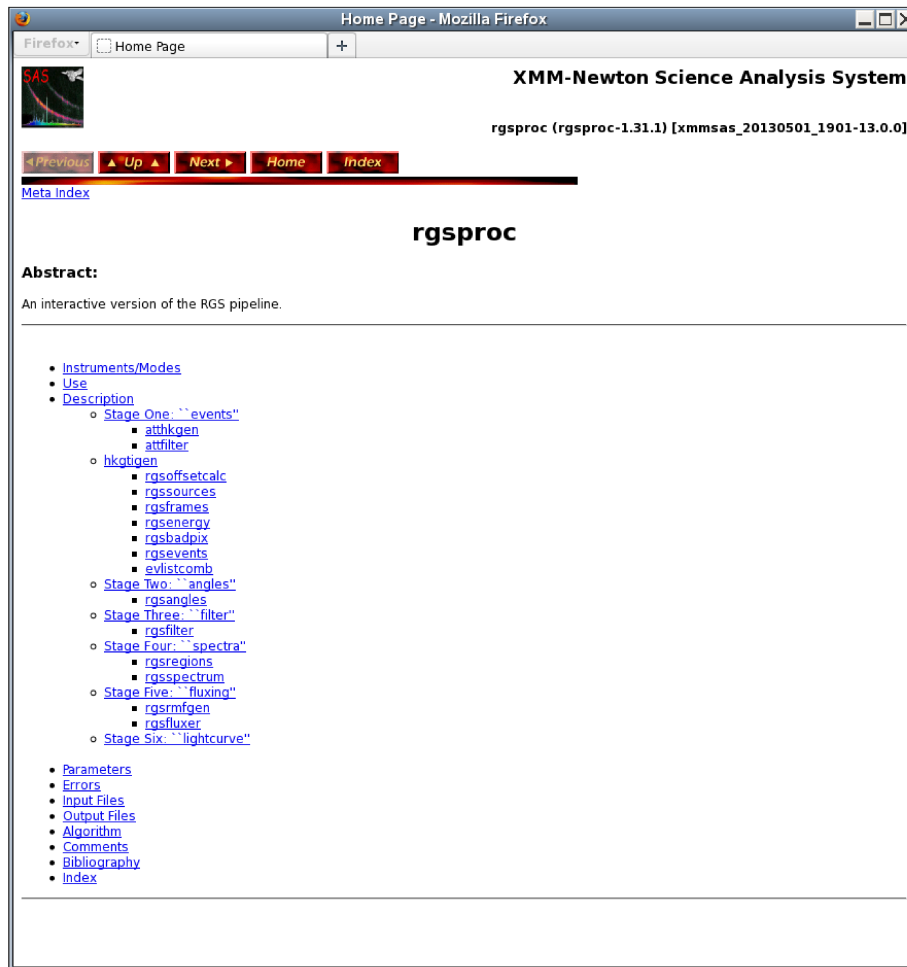 Home Page - Mozilla Firefox
Firefox
Home Page
+
SAS
XMM-Newton Science Analysis System
rgsproc (rgsproc-1.31.1) [xmmsas_20130501_1901-13.0.0]
Previous Up Next Home Index
Meta Index
rgsproc
Abstract:
An interactive version of the RGS pipeline.
Instruments/Modes
Use
Description
Stage One: ``events''
atthkgen
attfilter
hkgtigen
rgsoffsetcalc
rgssources
rgsframes
rgsenergy
rgsbadpix
rgsevents
evlistcomb
Stage Two: ``angles''
rgsangles
Stage Three: ``filter''
rgsfilter
Stage Four: ``spectra''
rgsregions
rgsspectrum
Stage Five: ``fluxing''
rgsrmfgen
rgsfluxer
Stage Six: ``lightcurve''
Parameters
Errors
Input Files
Output Files
Algorithm
Comments
Bibliography
Index